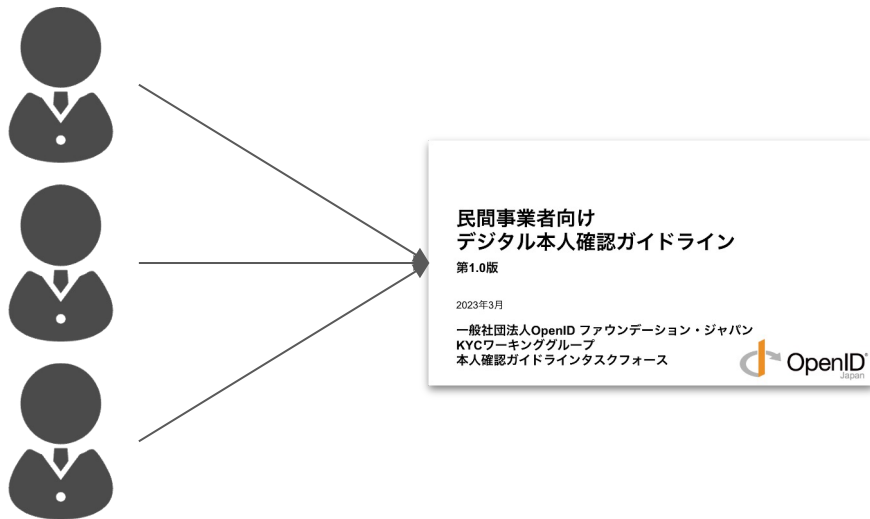 民間事業者向け
デジタル本人確認ガイドライン
第1.0版
2023年3月
一般社団法人OpenID ファウンデーション・ジャパン
KYCワーキンググループ
本人確認ガイドラインタスクフォース
OpenID®
Japan